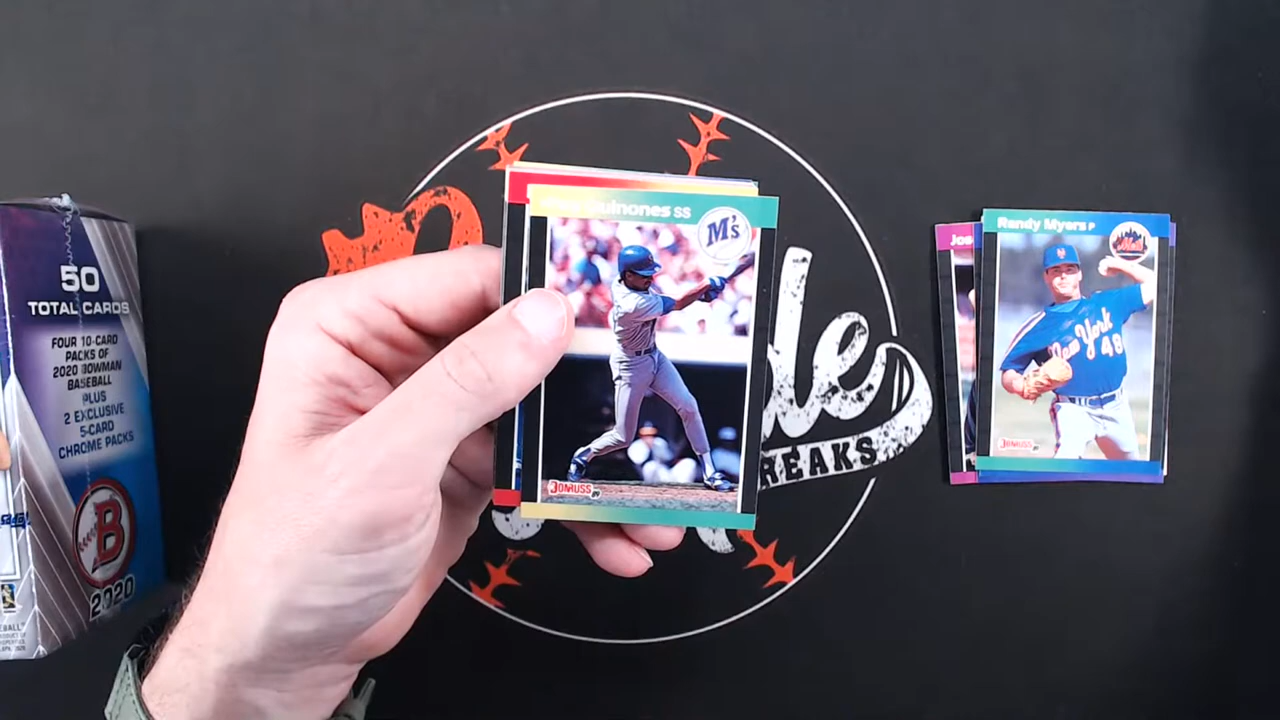 50
TOTAL CARDS
FOUR 10-CARD
PACKS OF
2020 BOWMAN
BASEBALL
PLUS
2 EXCLUSIVE
5-CARD
CHROME PACKS
B
2020
SS
M's
DONRUSS
REAKS
Jos
Randy Myers P
Mets
New York
48
DONRUSS